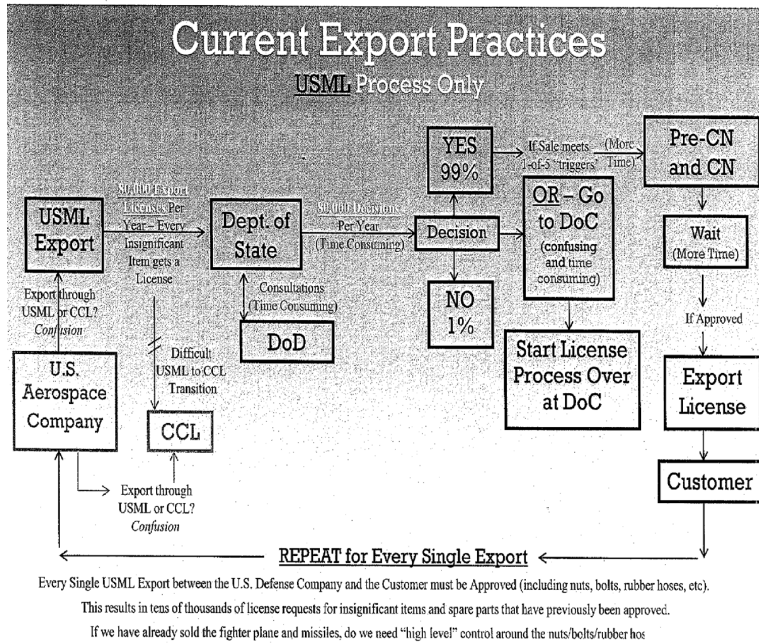 Current Export Practices
USML Process Only
YES
99%
If Sale meets
1-of-5 "triggers'
(More
Time)
Pre-CN
and CN
USML
Export
80,000 Export
Licenses Per
Year – Every
Insignificant
Item gets a
License
Dept. of
State
80,000 Decisions
Per Year
(Time Consuming)
Decision
OR – Go
to DoC
(confusing
and time
consuming)
Wait
(More Time)
Export through
USML or CCL?
Confusion
Consultations
(Time Consuming)
NO
1%
If Approved
DoD
U.S.
Aerospace
Company
Difficult
USML to CCL
Transition
Start License
Process Over
at DoC
Export
License
CCL
Customer
Export through
USML or CCL?
Confusion
REPEAT for Every Single Export
Every Single USML Export between the U.S. Defense Company and the Customer must be Approved (including nuts, bolts, rubber hoses, etc).
This results in tens of thousands of license requests for insignificant items and spare parts that have previously been approved.
If we have already sold the fighter plane and missiles, do we need "high level" control around the nuts/bolts/rubber hos